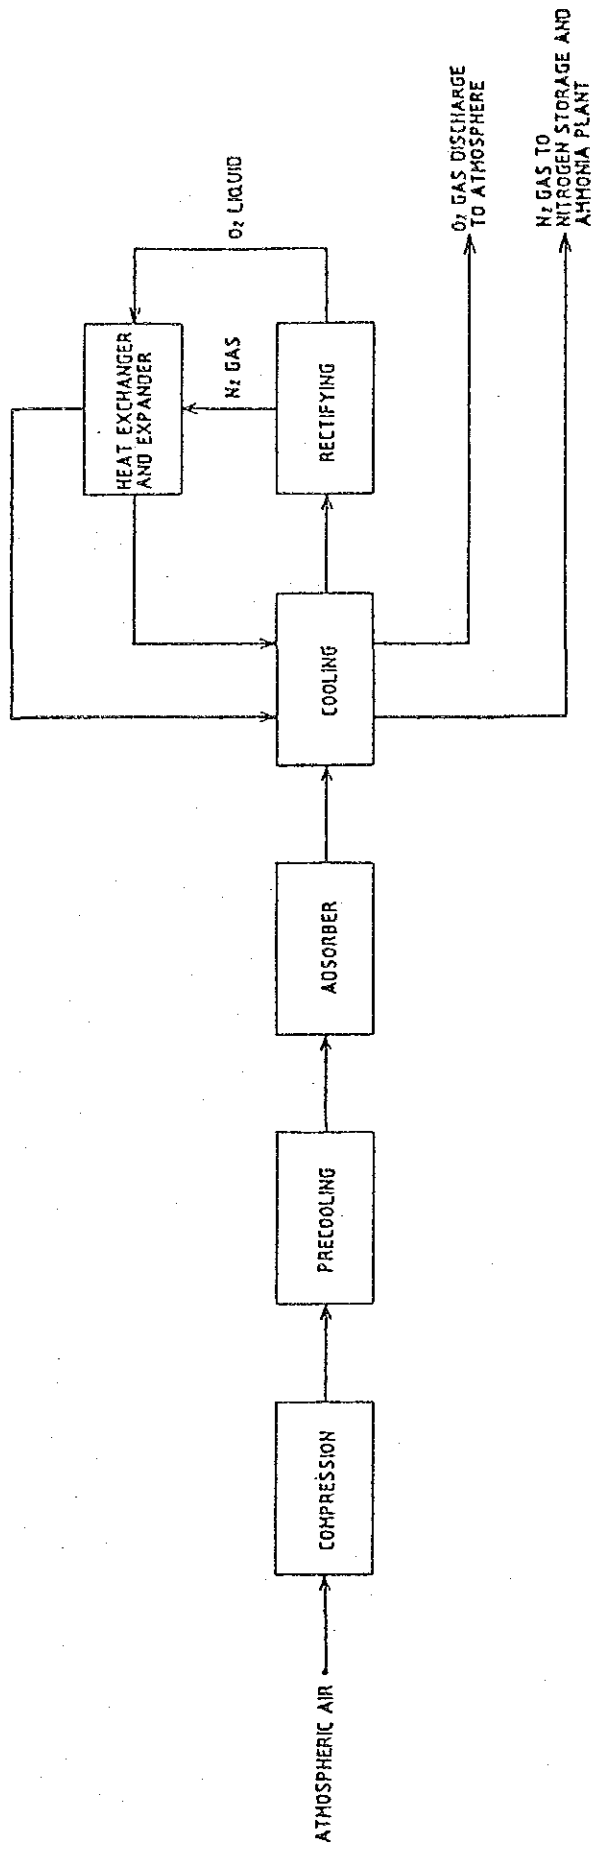 ATMOSPHERIC AIR
COMPRESSION
PRECOOLING
ADSORBER
COOLING
RECTIFYING
N₂ GAS
O₂ LIQUID
HEAT EXCHANGER
AND EXPANDER
O₂ GAS DISCHARGE
TO ATMOSPHERE
N₂ GAS TO
NITROGEN STORAGE AND
AMMONIA PLANT